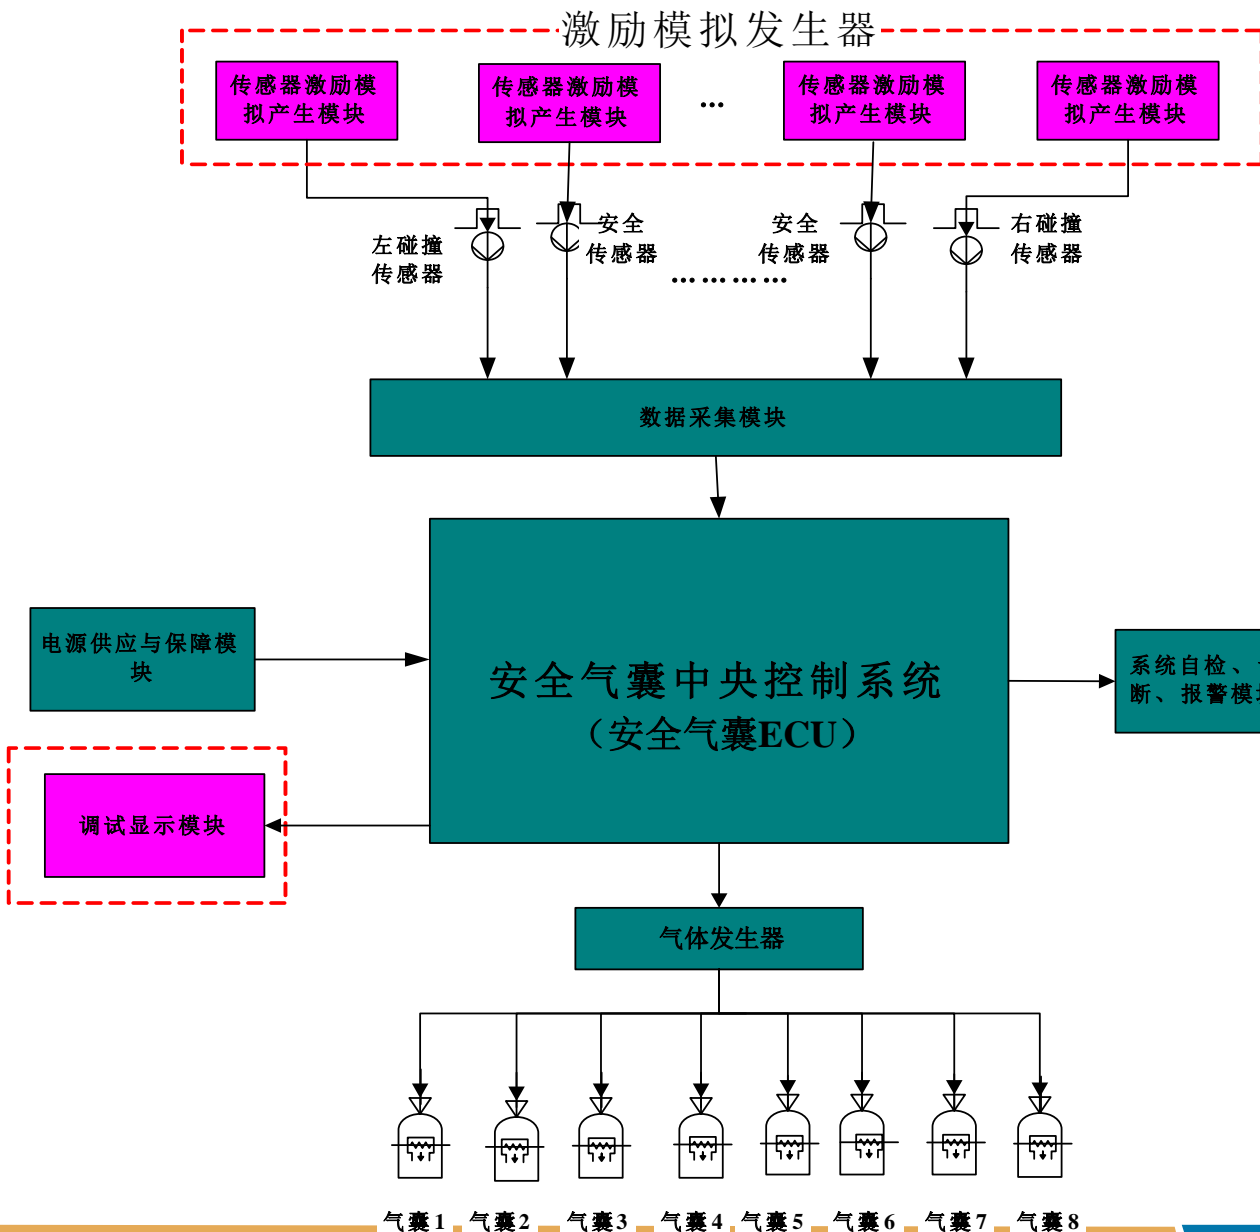 激励模拟发生器
传感器激励模
拟产生模块
传感器激励模
拟产生模块
...
传感器激励模
拟产生模块
传感器激励模
拟产生模块
左碰撞
传感器
安全
传感器
安全
传感器
右碰撞
传感器
... ... ... ...
数据采集模块
电源供应与保障模
块
安全气囊中央控制系统
（安全气囊ECU）
系统自检、
断、报警模块
调试显示模块
气体发生器
气囊1
气囊2
气囊3
气囊4
气囊5
气囊6
气囊7
气囊8